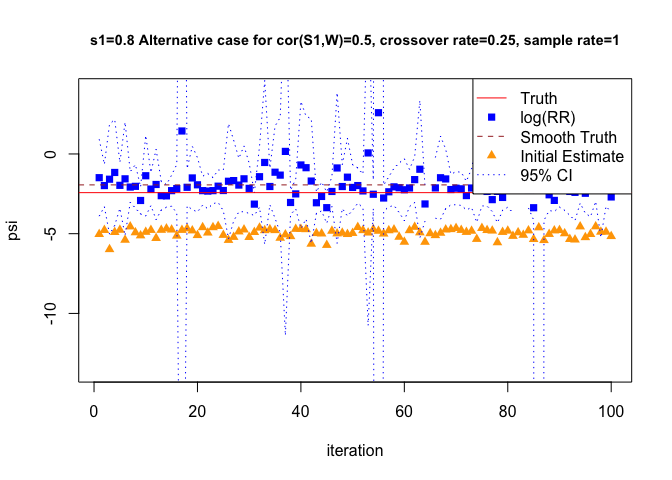 s1=0.8 Alternative case for cor(S1,W)=0.5, crossover rate=0.25, sample rate=1
Truth
log(RR)
Smooth Truth
Initial Estimate
95% CI
psi
0
-5
-10
0
20
40
60
80
100
iteration